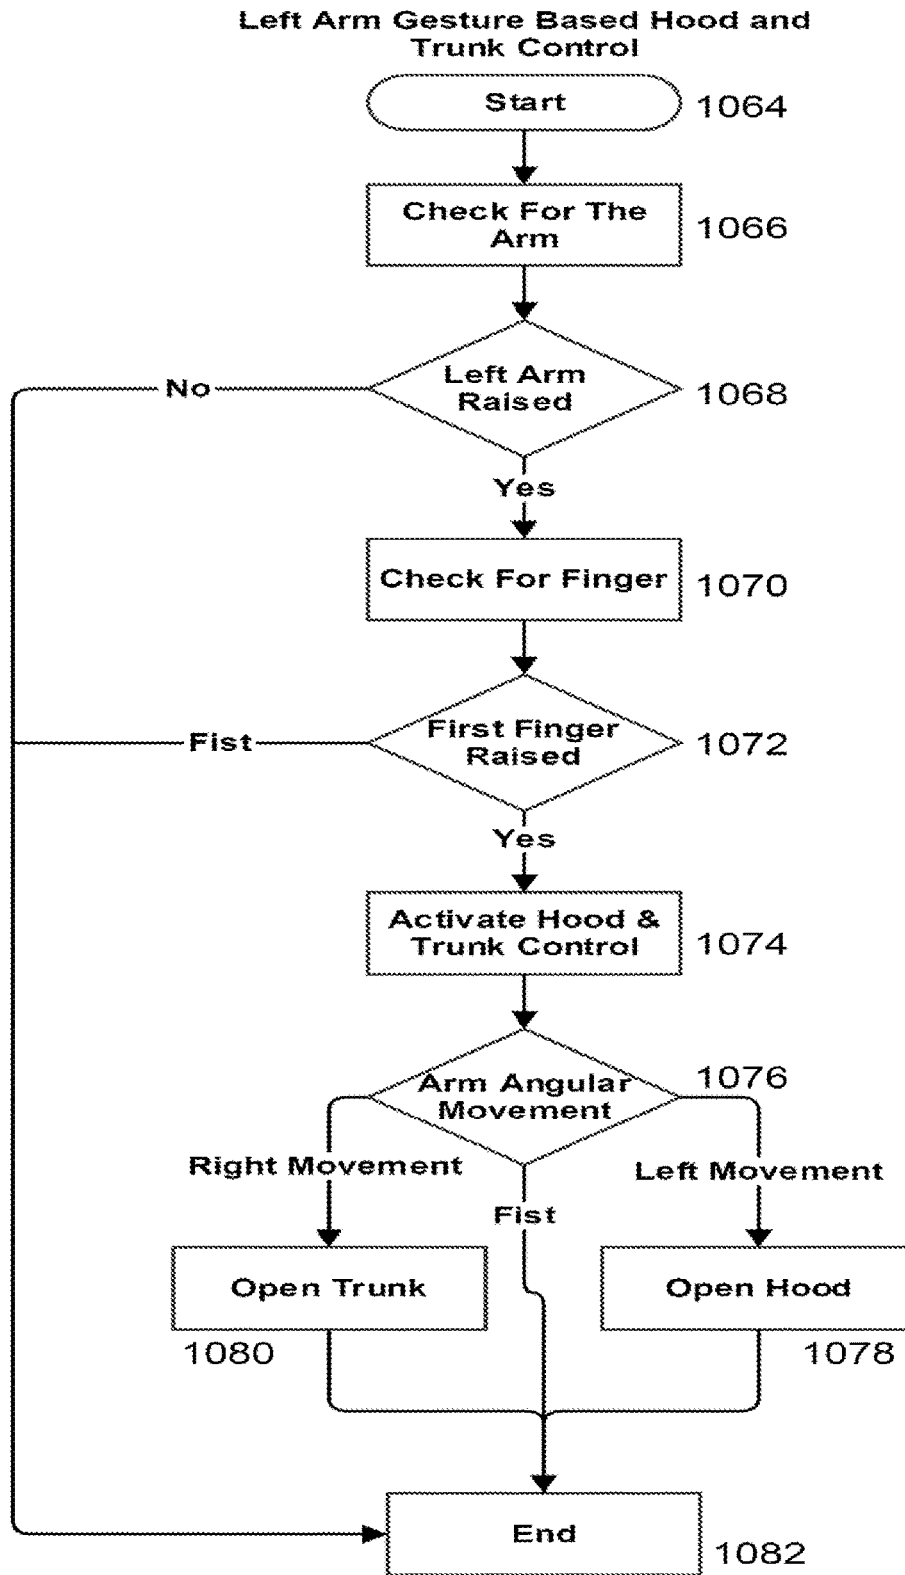 Left Arm Gesture Based Hood and
Trunk Control
Start
1064
Check For The
Arm
1066
Left Arm
Raised
1068
No
Yes
Check For Finger
1070
First Finger
Raised
1072
Fist
Yes
Activate Hood &
Trunk Control
1074
Arm Angular
Movement
1076
Right Movement
Left Movement
Fist
Open Trunk
Open Hood
1080
1078
End
1082